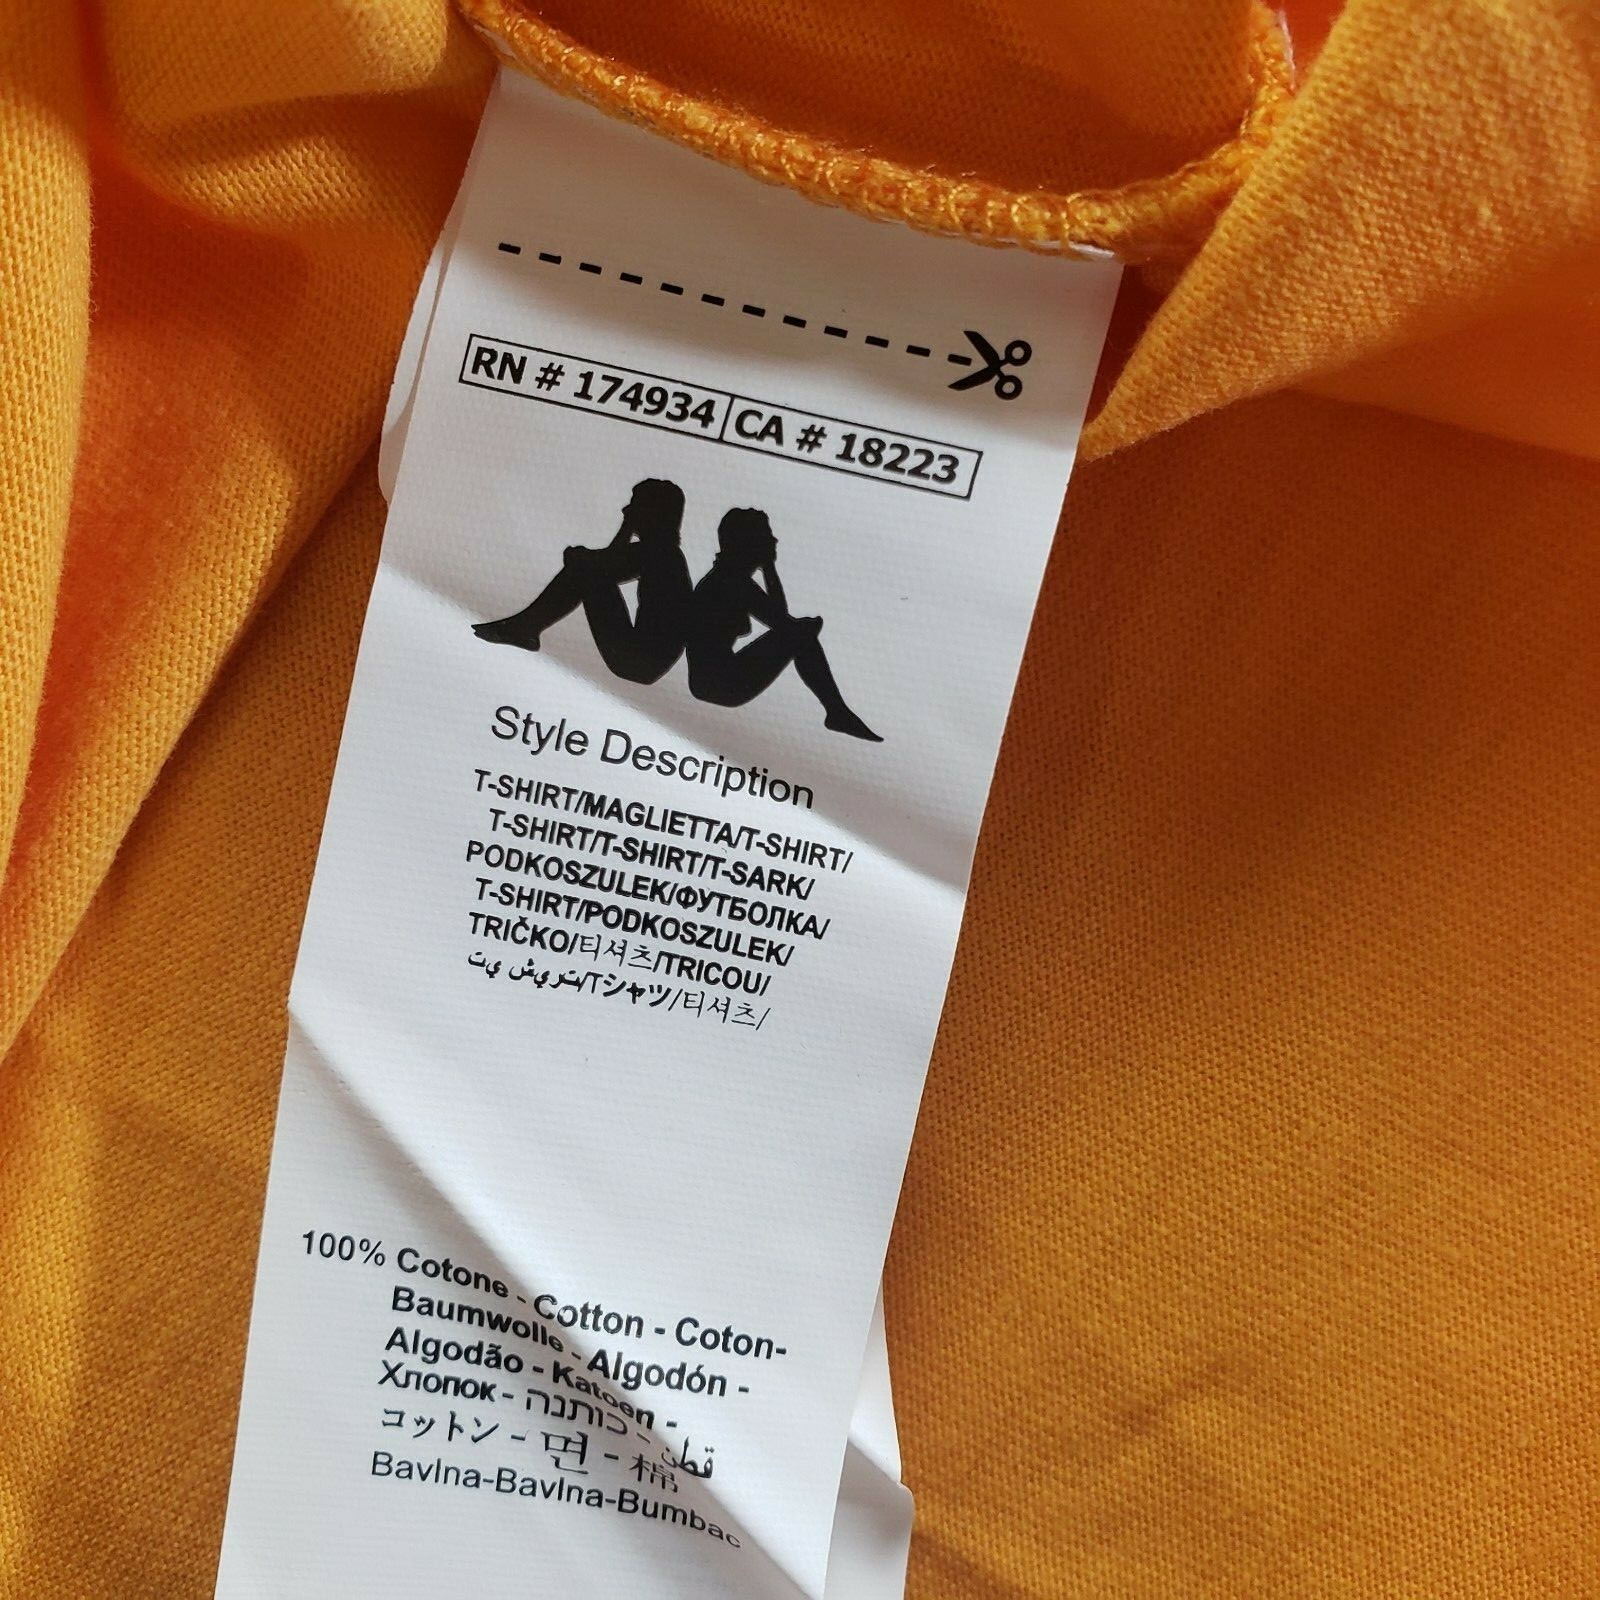 RN # 174934 CA # 18223
Style Description
T-SHIRT/MAGLIETTA/T-SHIRT/
T-SHIRT/T-SHIRT/T-SARK/
PODKOSZULEK/ФУТБОЛКА/
T-SHIRT/PODKOSZULEK/
TRIČKO/티셔츠/TRICOU/
تي شيرت/Tシャツ/티셔츠/
100% Cotone - Cotton - Coton-
Baumwolle - Algodón -
Algodão - Katoen -
Хлопок - כותנה - قطن
コットン - 면 - 棉
Bavlna-Bavlna-Bumbac